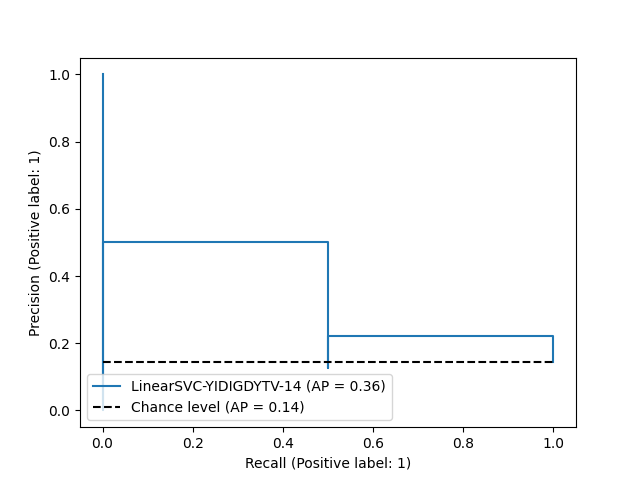 1.0
0.8
0.6
0.4
0.2
0.0
Precision (Positive label: 1)
LinearSVC-YIDIGDYTV-14 (AP = 0.36)
Chance level (AP = 0.14)
0.0 0.2 0.4 0.6 0.8 1.0
Recall (Positive label: 1)